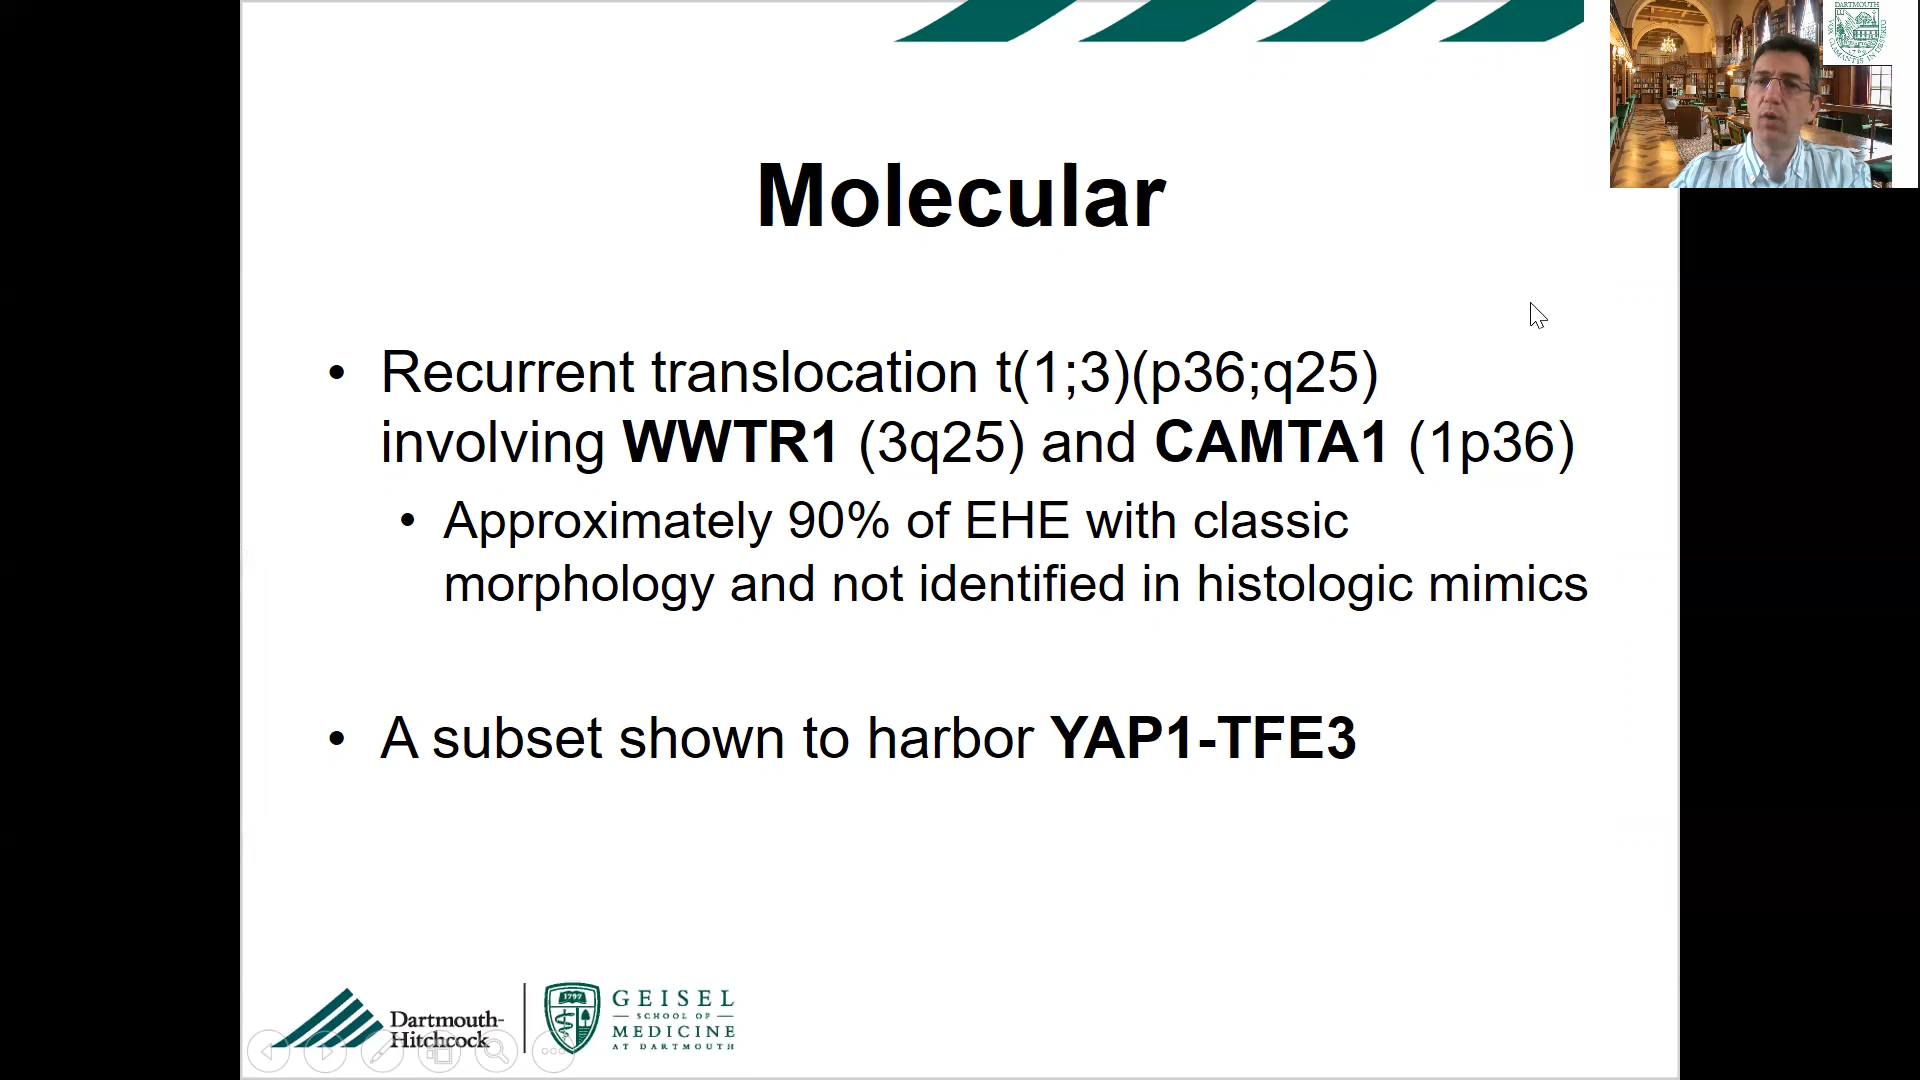 DARTMOUTH
Molecular
• Recurrent translocation t(1;3)(p36;q25)
involving WWTR1 (3q25) and CAMTA1 (1p36)
• Approximately 90% of EHE with classic
morphology and not identified in histologic mimics
• A subset shown to harbor YAP1-TFE3
Dartmouth-
Hitchcock
1797
GEISEL
SCHOOL OF
MEDICINE
AT DARTMOUTH